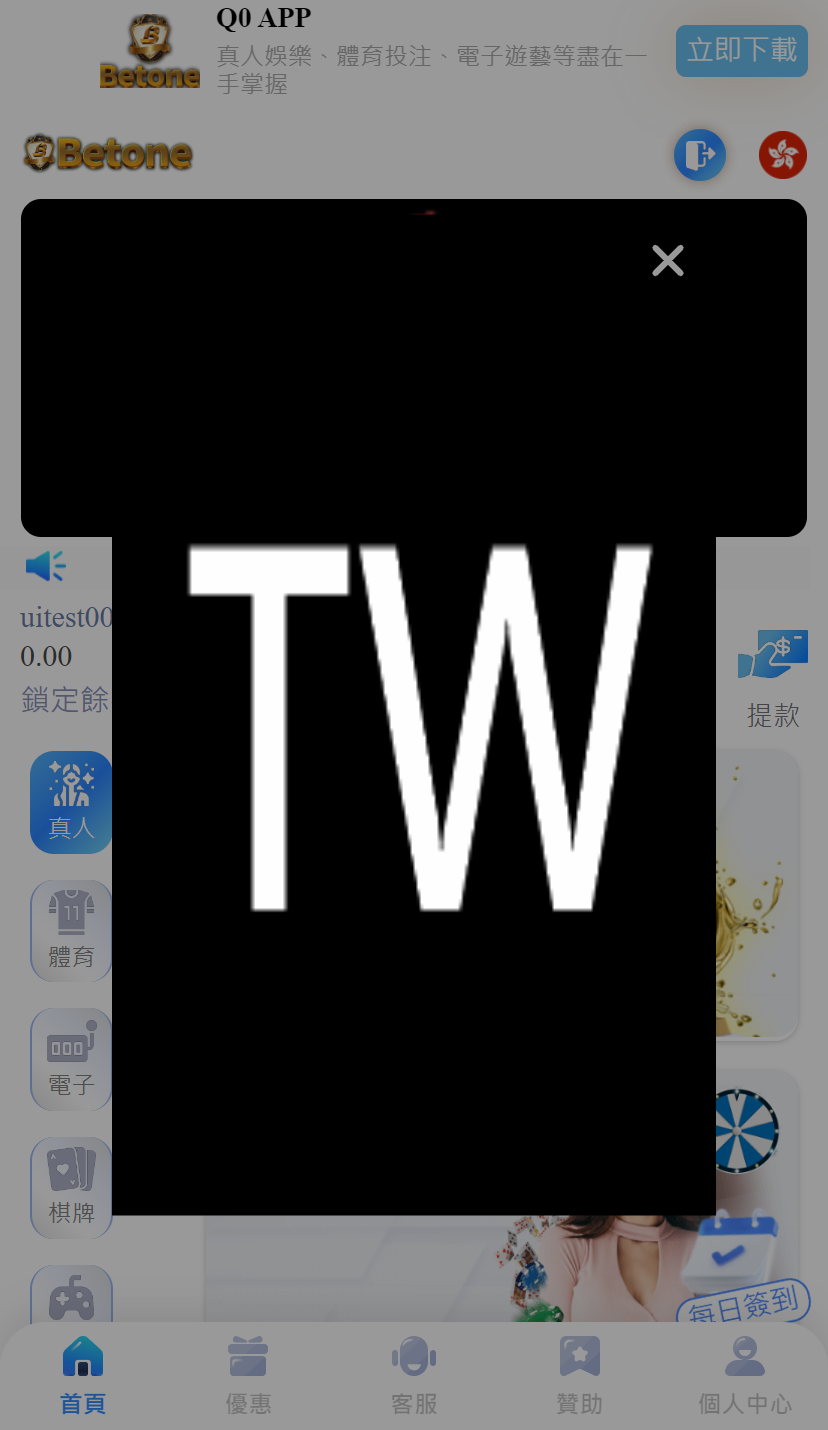 Q0 APP
真人娛樂、體育投注、電子遊藝等盡在一
手掌握
立即下載
Betone
Betone
TW
uitest00
0.00
鎖定餘
提款
真人
11
體育
000
電子
棋牌
每日簽到
首頁
優惠
客服
贊助
個人中心